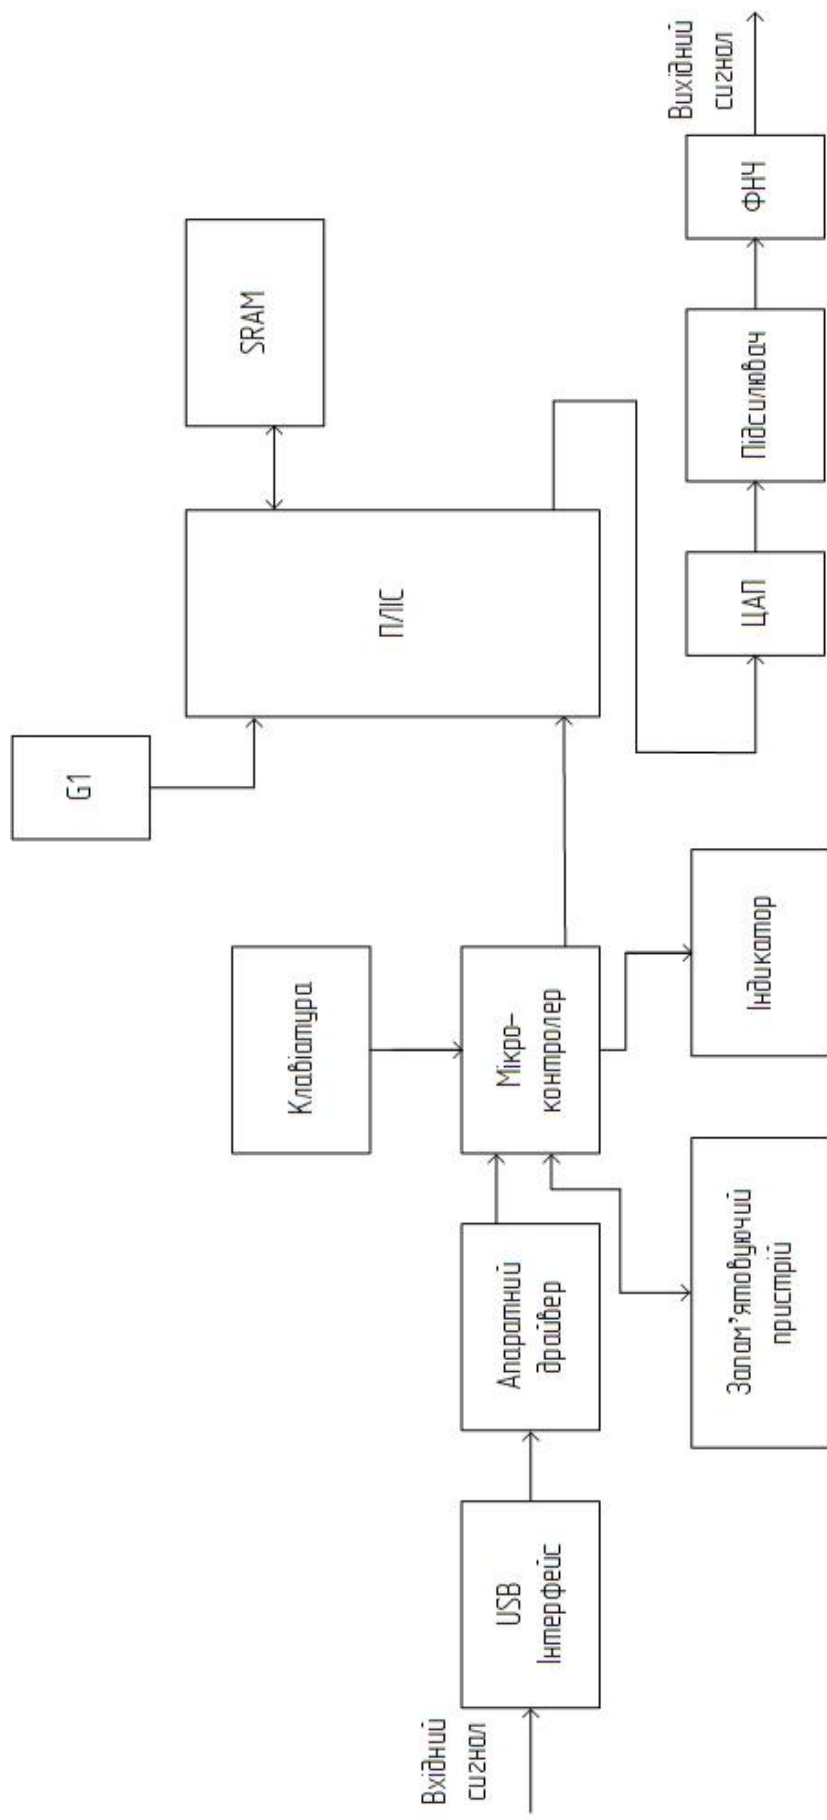 Вхідний
сигнал
USB
Інтерфейс
Апаратний
драйвер
Запам'ятовуючий
пристрій
Клавіатура
Мікро-
контролер
Індикатор
G1
ПЛІС
SRAM
ЦАП
Підсилювач
ФНЧ
Вихідний
сигнал